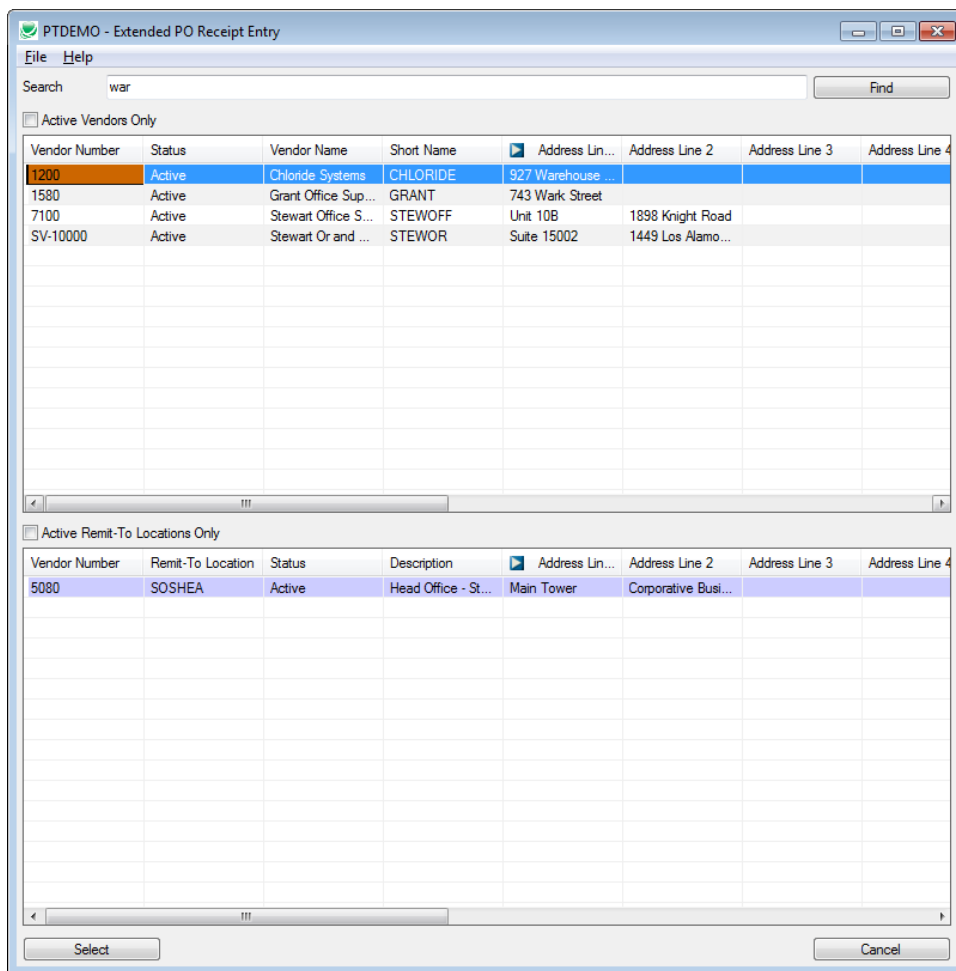 PTDEMO - Extended PO Receipt Entry
File Help
Search war Find
Active Vendors Only
Vendor Number Status Vendor Name Short Name Address Lin... Address Line 2 Address Line 3 Address Line 4
1200 Active Chloride Systems CHLORIDE 927 Warehouse ...
1580 Active Grant Office Sup... GRANT 743 Wark Street
7100 Active Stewart Office S... STEWOFF Unit 10B 1898 Knight Road
SV-10000 Active Stewart Or and ... STEWOR Suite 15002 1449 Los Alamo...
Active Remit-To Locations Only
Vendor Number Remit-To Location Status Description Address Lin... Address Line 2 Address Line 3 Address Line 4
5080 SOSHEA Active Head Office - St... Main Tower Corporative Busi...
Select Cancel